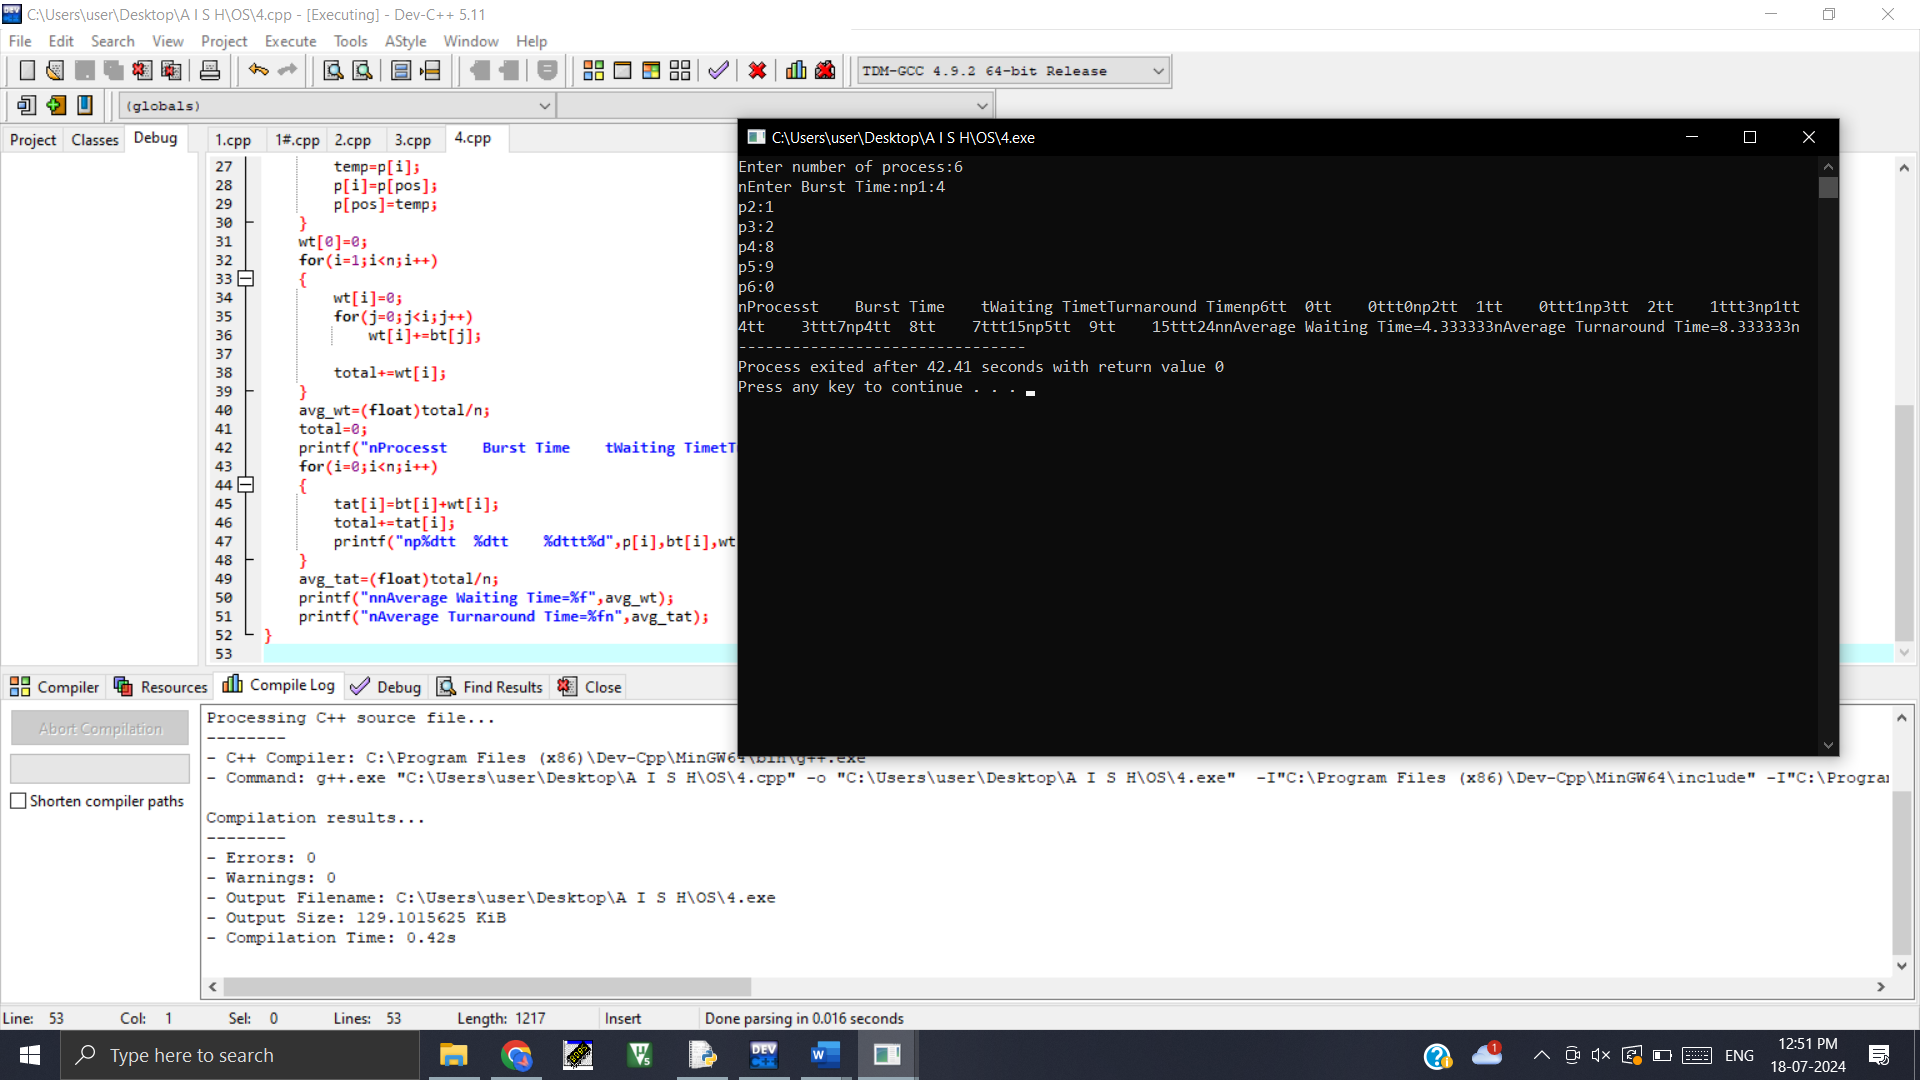 C:\Users\user\Desktop\A I S H\OS\4.cpp - [Executing] - Dev-C++ 5.11
File Edit Search View Project Execute Tools AStyle Window Help
TDM-GCC 4.9.2 64-bit Release
(globals)
Project Classes Debug
1.cpp 1#.cpp 2.cpp 3.cpp 4.cpp
27 temp=p[i];
28 p[i]=p[pos];
29 p[pos]=temp;
30 }
31 wt[0]=0;
32 for(i=1;i<n;i++)
33 {
34 wt[i]=0;
35 for(j=0;j<i;j++)
36 wt[i]+=bt[j];
37
38 total+=wt[i];
39 }
40 avg_wt=(float)total/n;
41 total=0;
42 printf("nProcesst    Burst Time    tWaiting TimetT
43 for(i=0;i<n;i++)
44 {
45 tat[i]=bt[i]+wt[i];
46 total+=tat[i];
47 printf("np%dtt  %dtt    %dttt%d",p[i],bt[i],wt
48 }
49 avg_tat=(float)total/n;
50 printf("nnAverage Waiting Time=%f",avg_wt);
51 printf("nAverage Turnaround Time=%fn",avg_tat);
52 }
53
C:\Users\user\Desktop\A I S H\OS\4.exe
Enter number of process:6
nEnter Burst Time:np1:4
p2:1
p3:2
p4:8
p5:9
p6:0
nProcesst    Burst Time    tWaiting TimetTurnaround Timenp6tt  0tt    0ttt0np2tt  1tt    0ttt1np3tt  2tt    1ttt3np1tt
4tt    3ttt7np4tt  8tt    7ttt15np5tt  9tt    15ttt24nnAverage Waiting Time=4.333333nAverage Turnaround Time=8.333333n
--------------------------------
Process exited after 42.41 seconds with return value 0
Press any key to continue . . .
Compiler Resources Compile Log Debug Find Results Close
Abort Compilation
Shorten compiler paths
Processing C++ source file...
--------
- C++ Compiler: C:\Program Files (x86)\Dev-Cpp\MinGW64\bin\g++.exe
- Command: g++.exe "C:\Users\user\Desktop\A I S H\OS\4.cpp" -o "C:\Users\user\Desktop\A I S H\OS\4.exe"  -I"C:\Program Files (x86)\Dev-Cpp\MinGW64\include" -I"C:\Program
Compilation results...
--------
- Errors: 0
- Warnings: 0
- Output Filename: C:\Users\user\Desktop\A I S H\OS\4.exe
- Output Size: 129.1015625 KiB
- Compilation Time: 0.42s
Line: 53 Col: 1 Sel: 0 Lines: 53 Length: 1217 Insert Done parsing in 0.016 seconds
Type here to search
DEV
1
ENG
12:51 PM
18-07-2024